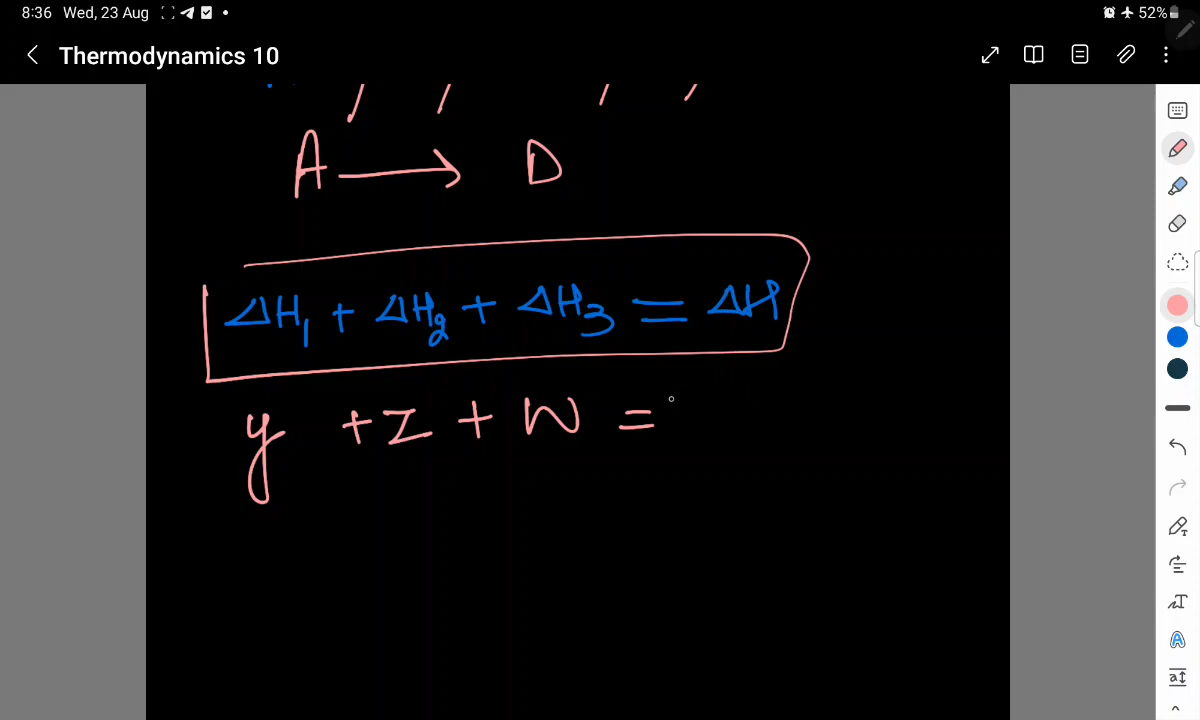 8:36 Wed, 23 Aug 52%
Thermodynamics 10
A → D
ΔH₁ + ΔH₂ + ΔH₃ = ΔH
y + z + w =